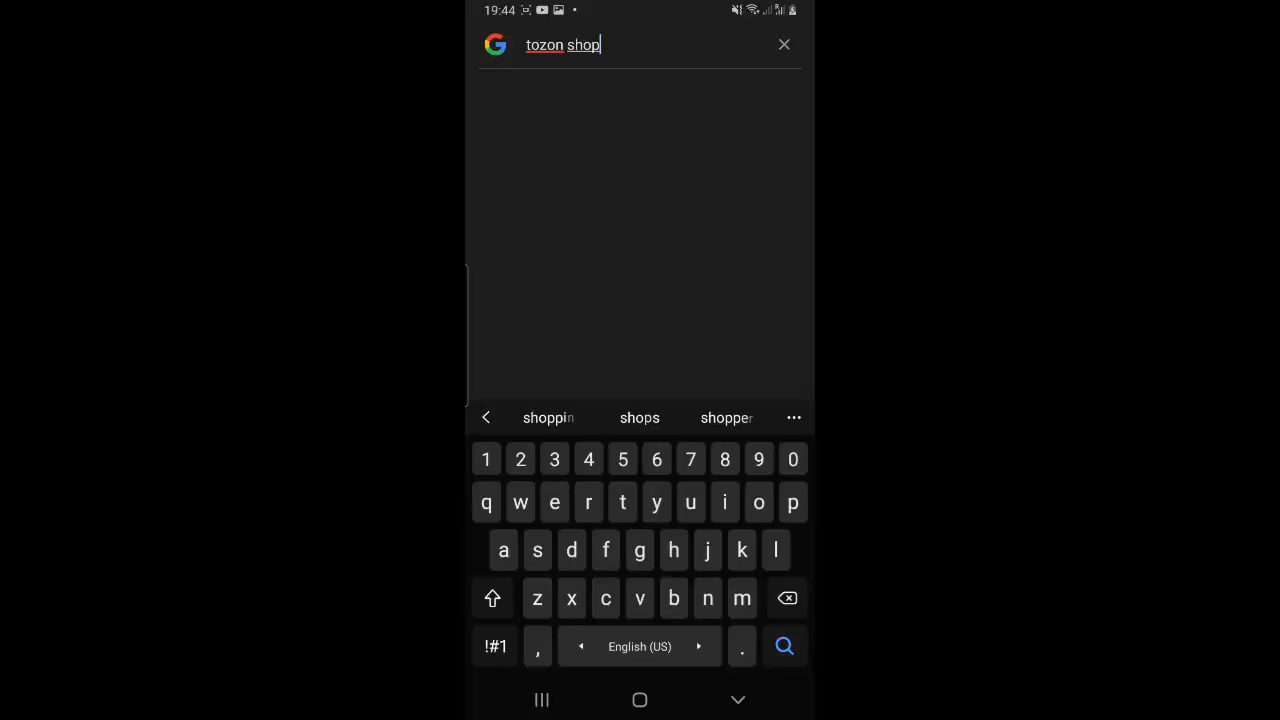 19:44
tozon shop
shoppin shops shopper
1 2 3 4 5 6 7 8 9 0
q w e r t y u i o p
a s d f g h j k l
z x c v b n m
!#1 , English (US) .